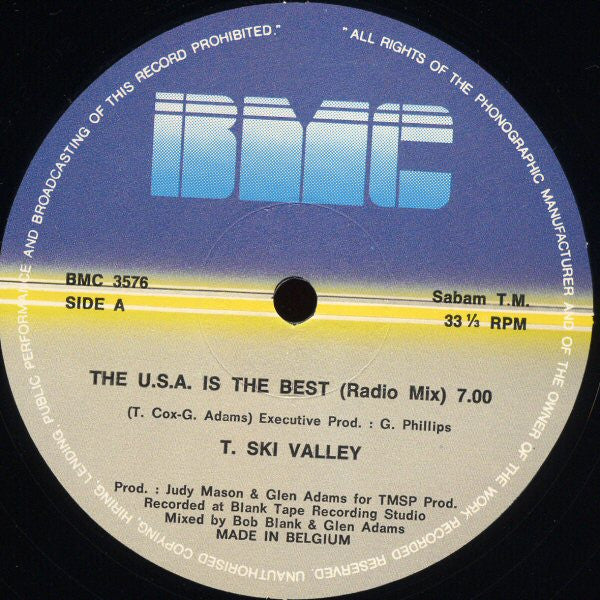 "ALL RIGHTS OF THE PHONOGRAPHIC MANUFACTURER AND OF THE OWNER OF THE WORK RECORDED RESERVED. UNAUTHORISED COPYING, HIRING, LENDING, PUBLIC PERFORMANCE AND BROADCASTING OF THIS RECORD PROHIBITED."
BMC
BMC 3576
SIDE A
Sabam T.M.
33 ⅓ RPM
THE U.S.A. IS THE BEST (Radio Mix) 7.00
(T. Cox-G. Adams) Executive Prod. : G. Phillips
T. SKI VALLEY
Prod. : Judy Mason & Glen Adams for TMSP Prod.
Recorded at Blank Tape Recording Studio
Mixed by Bob Blank & Glen Adams
MADE IN BELGIUM